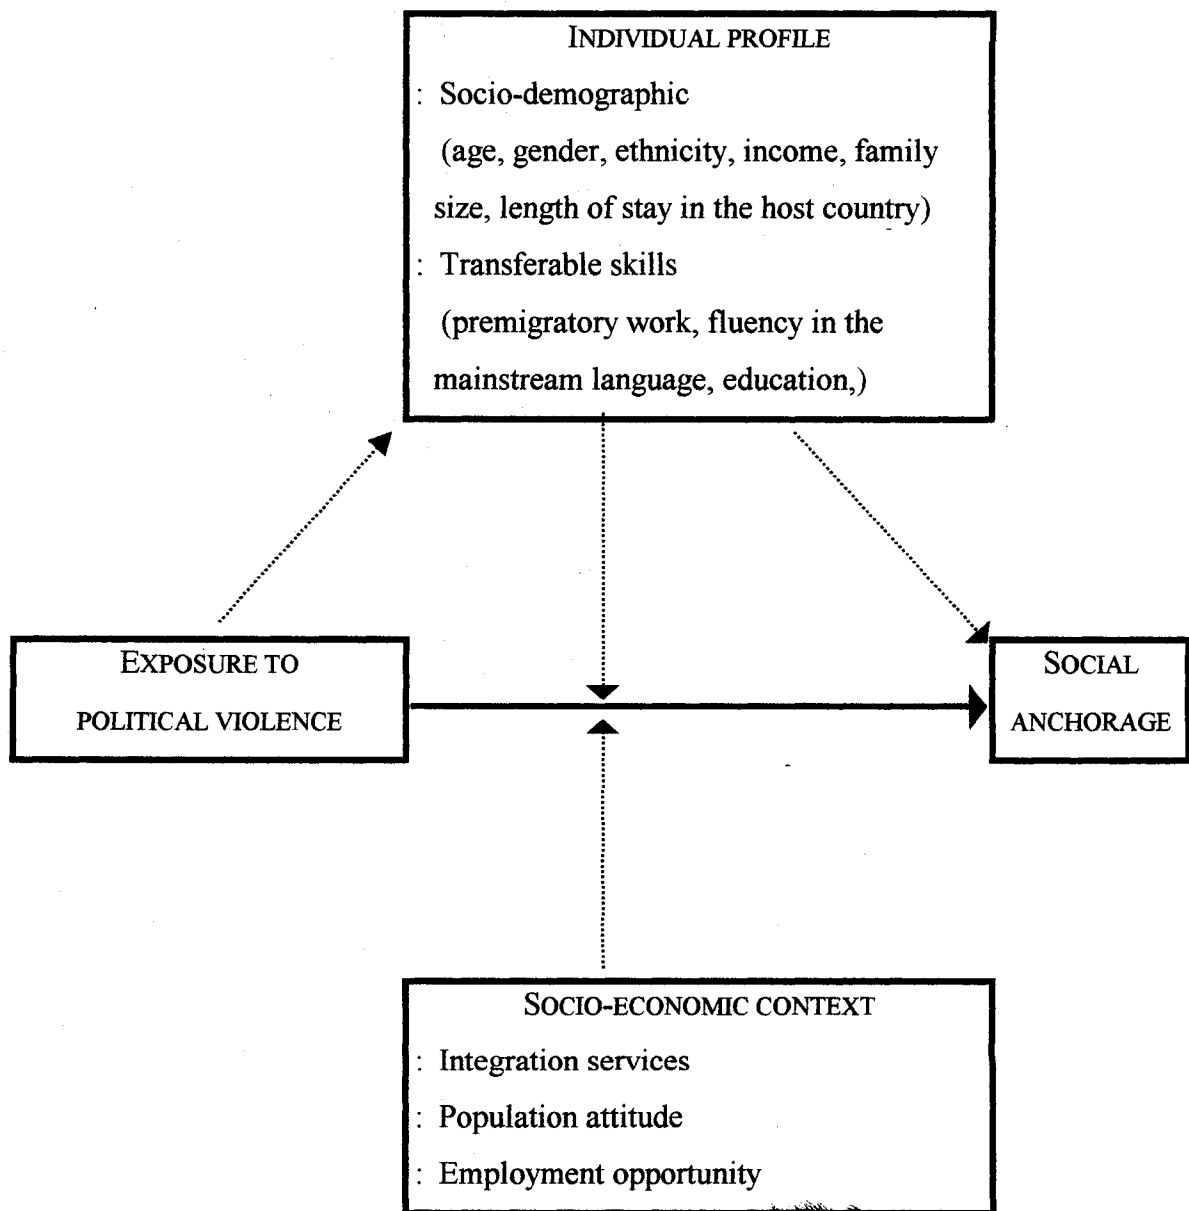 INDIVIDUAL PROFILE
: Socio-demographic
(age, gender, ethnicity, income, family
size, length of stay in the host country)
: Transferable skills
(premigratory work, fluency in the
mainstream language, education,)
EXPOSURE TO
POLITICAL VIOLENCE
SOCIAL
ANCHORAGE
SOCIO-ECONOMIC CONTEXT
: Integration services
: Population attitude
: Employment opportunity